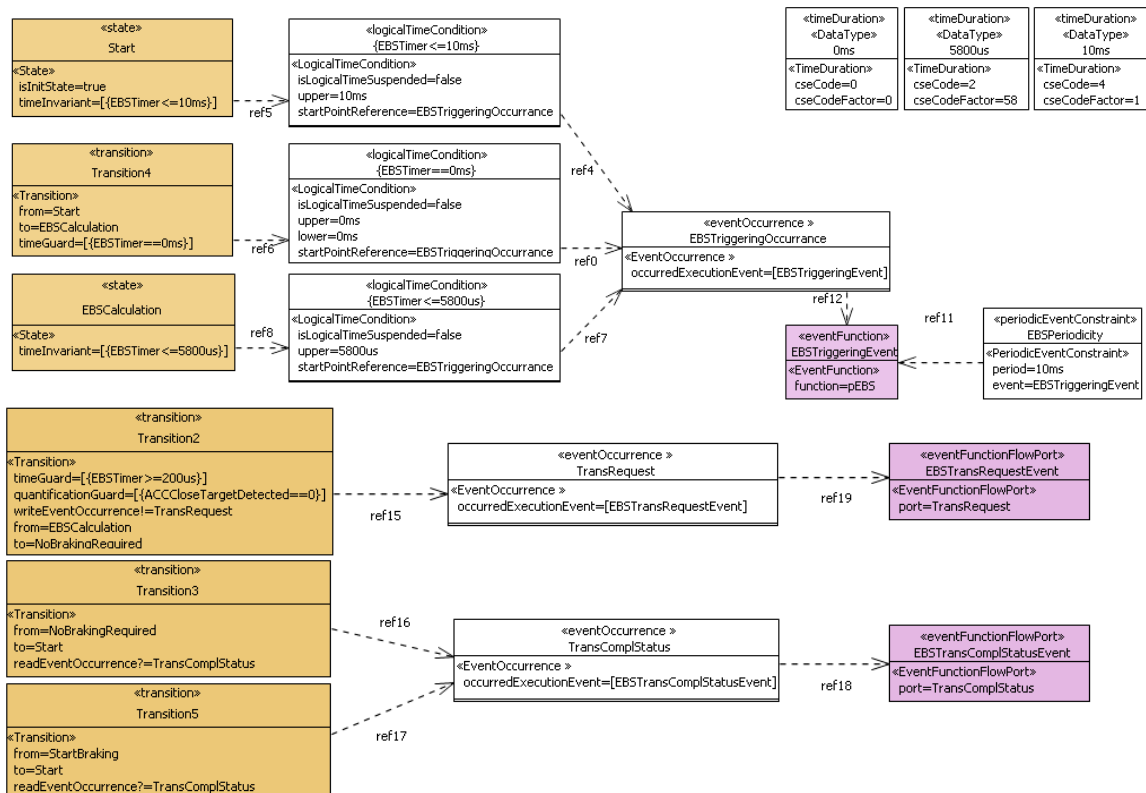 «state»
Start
«State»
isInitState=true
timeInvariant=[{EBSTimer<=10ms}]
ref5
«logicalTimeCondition»
{EBSTimer<=10ms}
«LogicalTimeCondition»
isLogicalTimeSuspended=false
upper=10ms
startPointReference=EBSTriggeringOccurrance
ref4
«timeDuration»
«DataType»
0ms
«TimeDuration»
cseCode=0
cseCodeFactor=0
«timeDuration»
«DataType»
5800us
«TimeDuration»
cseCode=2
cseCodeFactor=58
«timeDuration»
«DataType»
10ms
«TimeDuration»
cseCode=4
cseCodeFactor=1
«transition»
Transition4
«Transition»
from=Start
to=EBSCalculation
timeGuard=[{EBSTimer==0ms}]
ref6
«logicalTimeCondition»
{EBSTimer==0ms}
«LogicalTimeCondition»
isLogicalTimeSuspended=false
upper=0ms
lower=0ms
startPointReference=EBSTriggeringOccurrance
ref0
«eventOccurrence »
EBSTriggeringOccurrance
«EventOccurrence »
occurredExecutionEvent=[EBSTriggeringEvent]
ref12
«state»
EBSCalculation
«State»
timeInvariant=[{EBSTimer<=5800us}]
ref8
«logicalTimeCondition»
{EBSTimer<=5800us}
«LogicalTimeCondition»
isLogicalTimeSuspended=false
upper=5800us
startPointReference=EBSTriggeringOccurrance
ref7
«eventFunction»
EBSTriggeringEvent
«EventFunction»
function=pEBS
ref11
«periodicEventConstraint»
EBSPeriodicity
«PeriodicEventConstraint»
period=10ms
event=EBSTriggeringEvent
«transition»
Transition2
«Transition»
timeGuard=[{EBSTimer>=200us}]
quantificationGuard=[{ACCCloseTargetDetected==0}]
writeEventOccurrence!=TransRequest
from=EBSCalculation
to=NoBrakingRequired
ref15
«eventOccurrence »
TransRequest
«EventOccurrence »
occurredExecutionEvent=[EBSTransRequestEvent]
ref19
«eventFunctionFlowPort»
EBSTransRequestEvent
«EventFunctionFlowPort»
port=TransRequest
«transition»
Transition3
«Transition»
from=NoBrakingRequired
to=Start
readEventOccurrence?=TransComplStatus
ref16
«eventOccurrence »
TransComplStatus
«EventOccurrence »
occurredExecutionEvent=[EBSTransComplStatusEvent]
ref18
«eventFunctionFlowPort»
EBSTransComplStatusEvent
«EventFunctionFlowPort»
port=TransComplStatus
«transition»
Transition5
«Transition»
from=StartBraking
to=Start
readEventOccurrence?=TransComplStatus
ref17